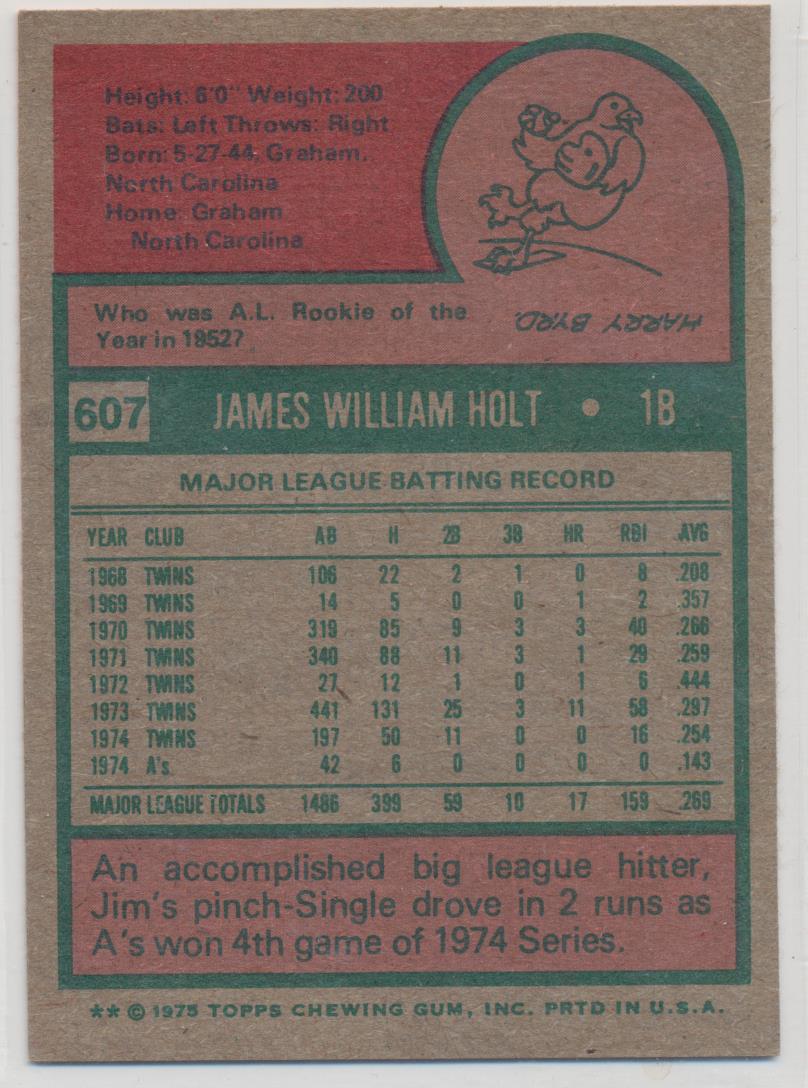 Height: 6'0" Weight: 200
Bats: Left Throws: Right
Born: 5-27-44, Graham,
North Carolina
Home: Graham
North Carolina
Who was A.L. Rookie of the
Year in 1952?
HARRY BYRD.
607 JAMES WILLIAM HOLT • 1B
MAJOR LEAGUE BATTING RECORD
YEAR CLUB AB H 2B 3B HR RBI AVG
1968 TWINS 106 22 2 1 0 8 .208
1969 TWINS 14 5 0 0 1 2 .357
1970 TWINS 319 85 9 3 3 40 .266
1971 TWINS 340 88 11 3 1 29 .259
1972 TWINS 27 12 1 0 1 6 .444
1973 TWINS 441 131 25 3 11 58 .297
1974 TWINS 197 50 11 0 0 16 .254
1974 A's 42 6 0 0 0 0 .143
MAJOR LEAGUE TOTALS 1486 399 59 10 17 159 .269
An accomplished big league hitter,
Jim's pinch-Single drove in 2 runs as
A's won 4th game of 1974 Series.
** © 1975 TOPPS CHEWING GUM, INC. PRTD IN U.S.A.